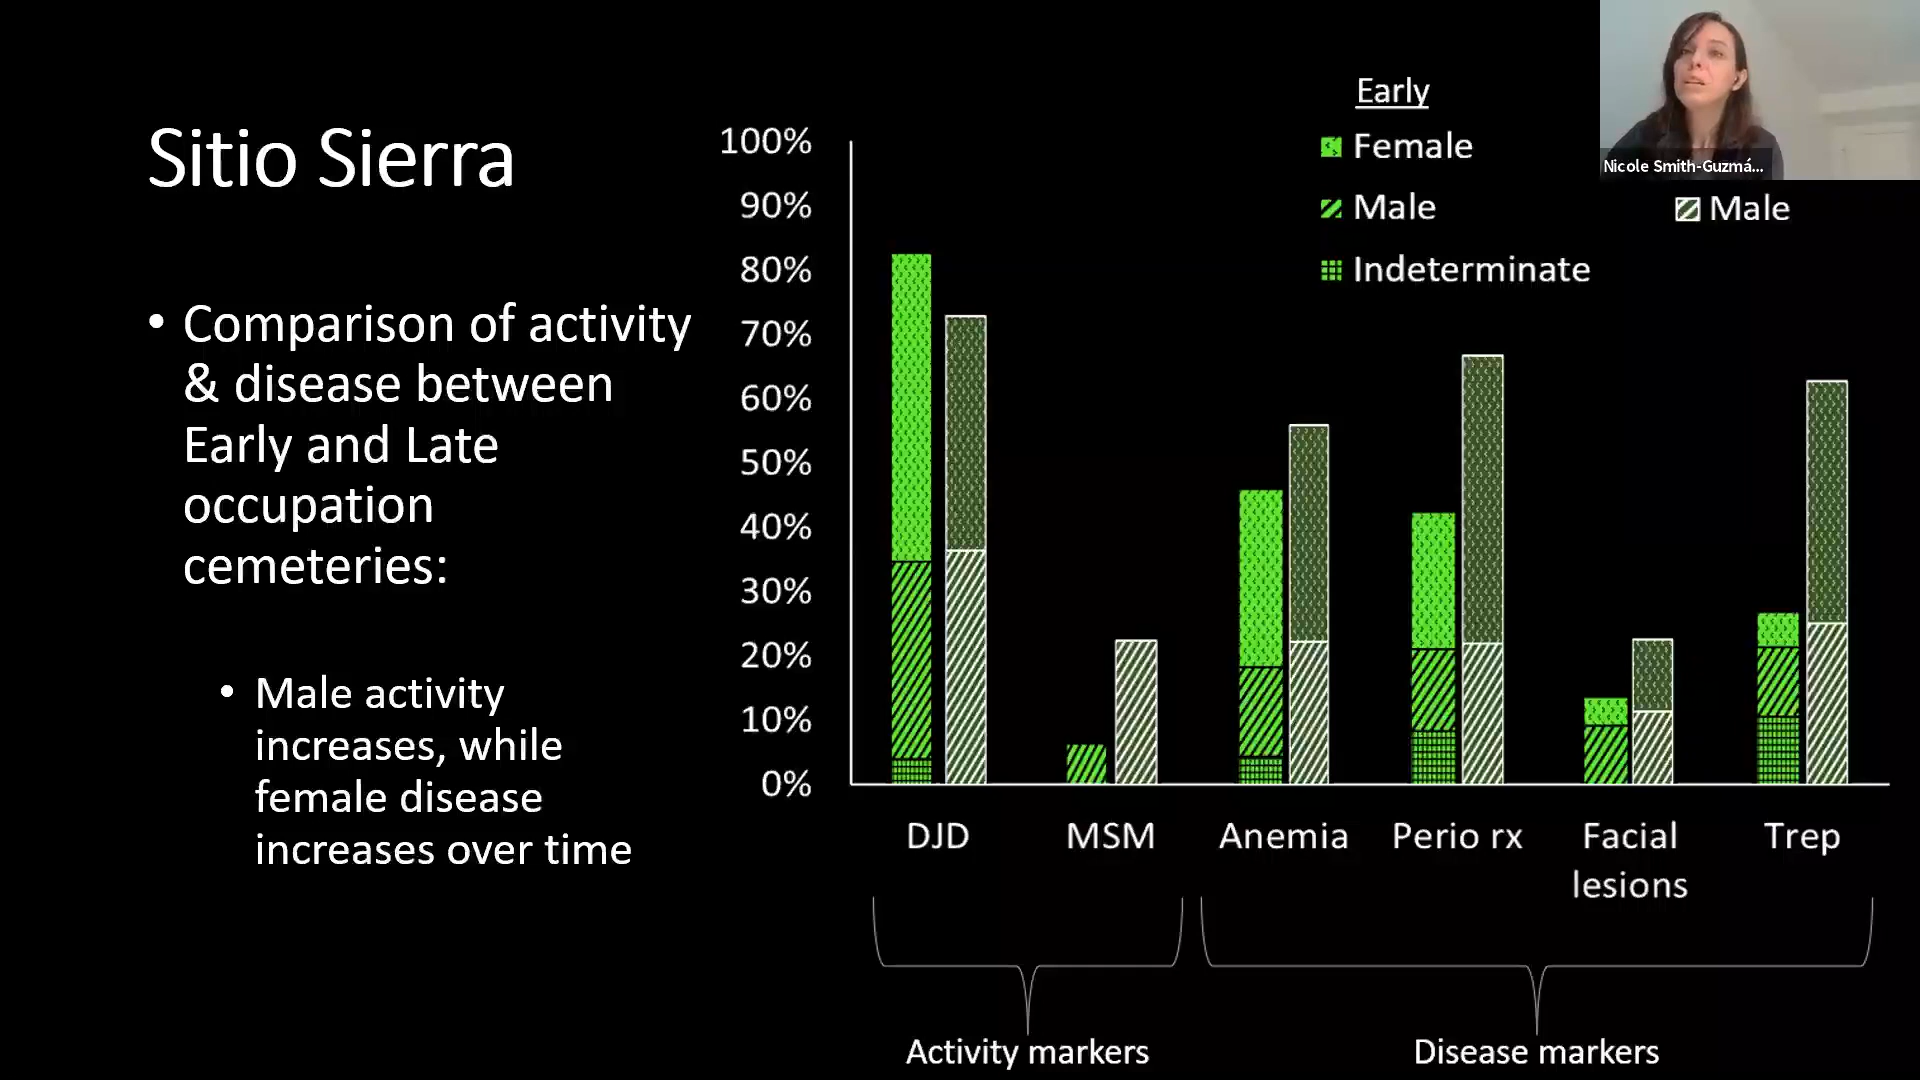 Sitio Sierra
• Comparison of activity
& disease between
Early and Late
occupation
cemeteries:
• Male activity
increases, while
female disease
increases over time
100%
90%
80%
70%
60%
50%
40%
30%
20%
10%
0%
Early
Female
Male
Indeterminate
Male
Nicole Smith-Guzmá...
DJD
MSM
Anemia
Perio rx
Facial
lesions
Trep
Activity markers
Disease markers